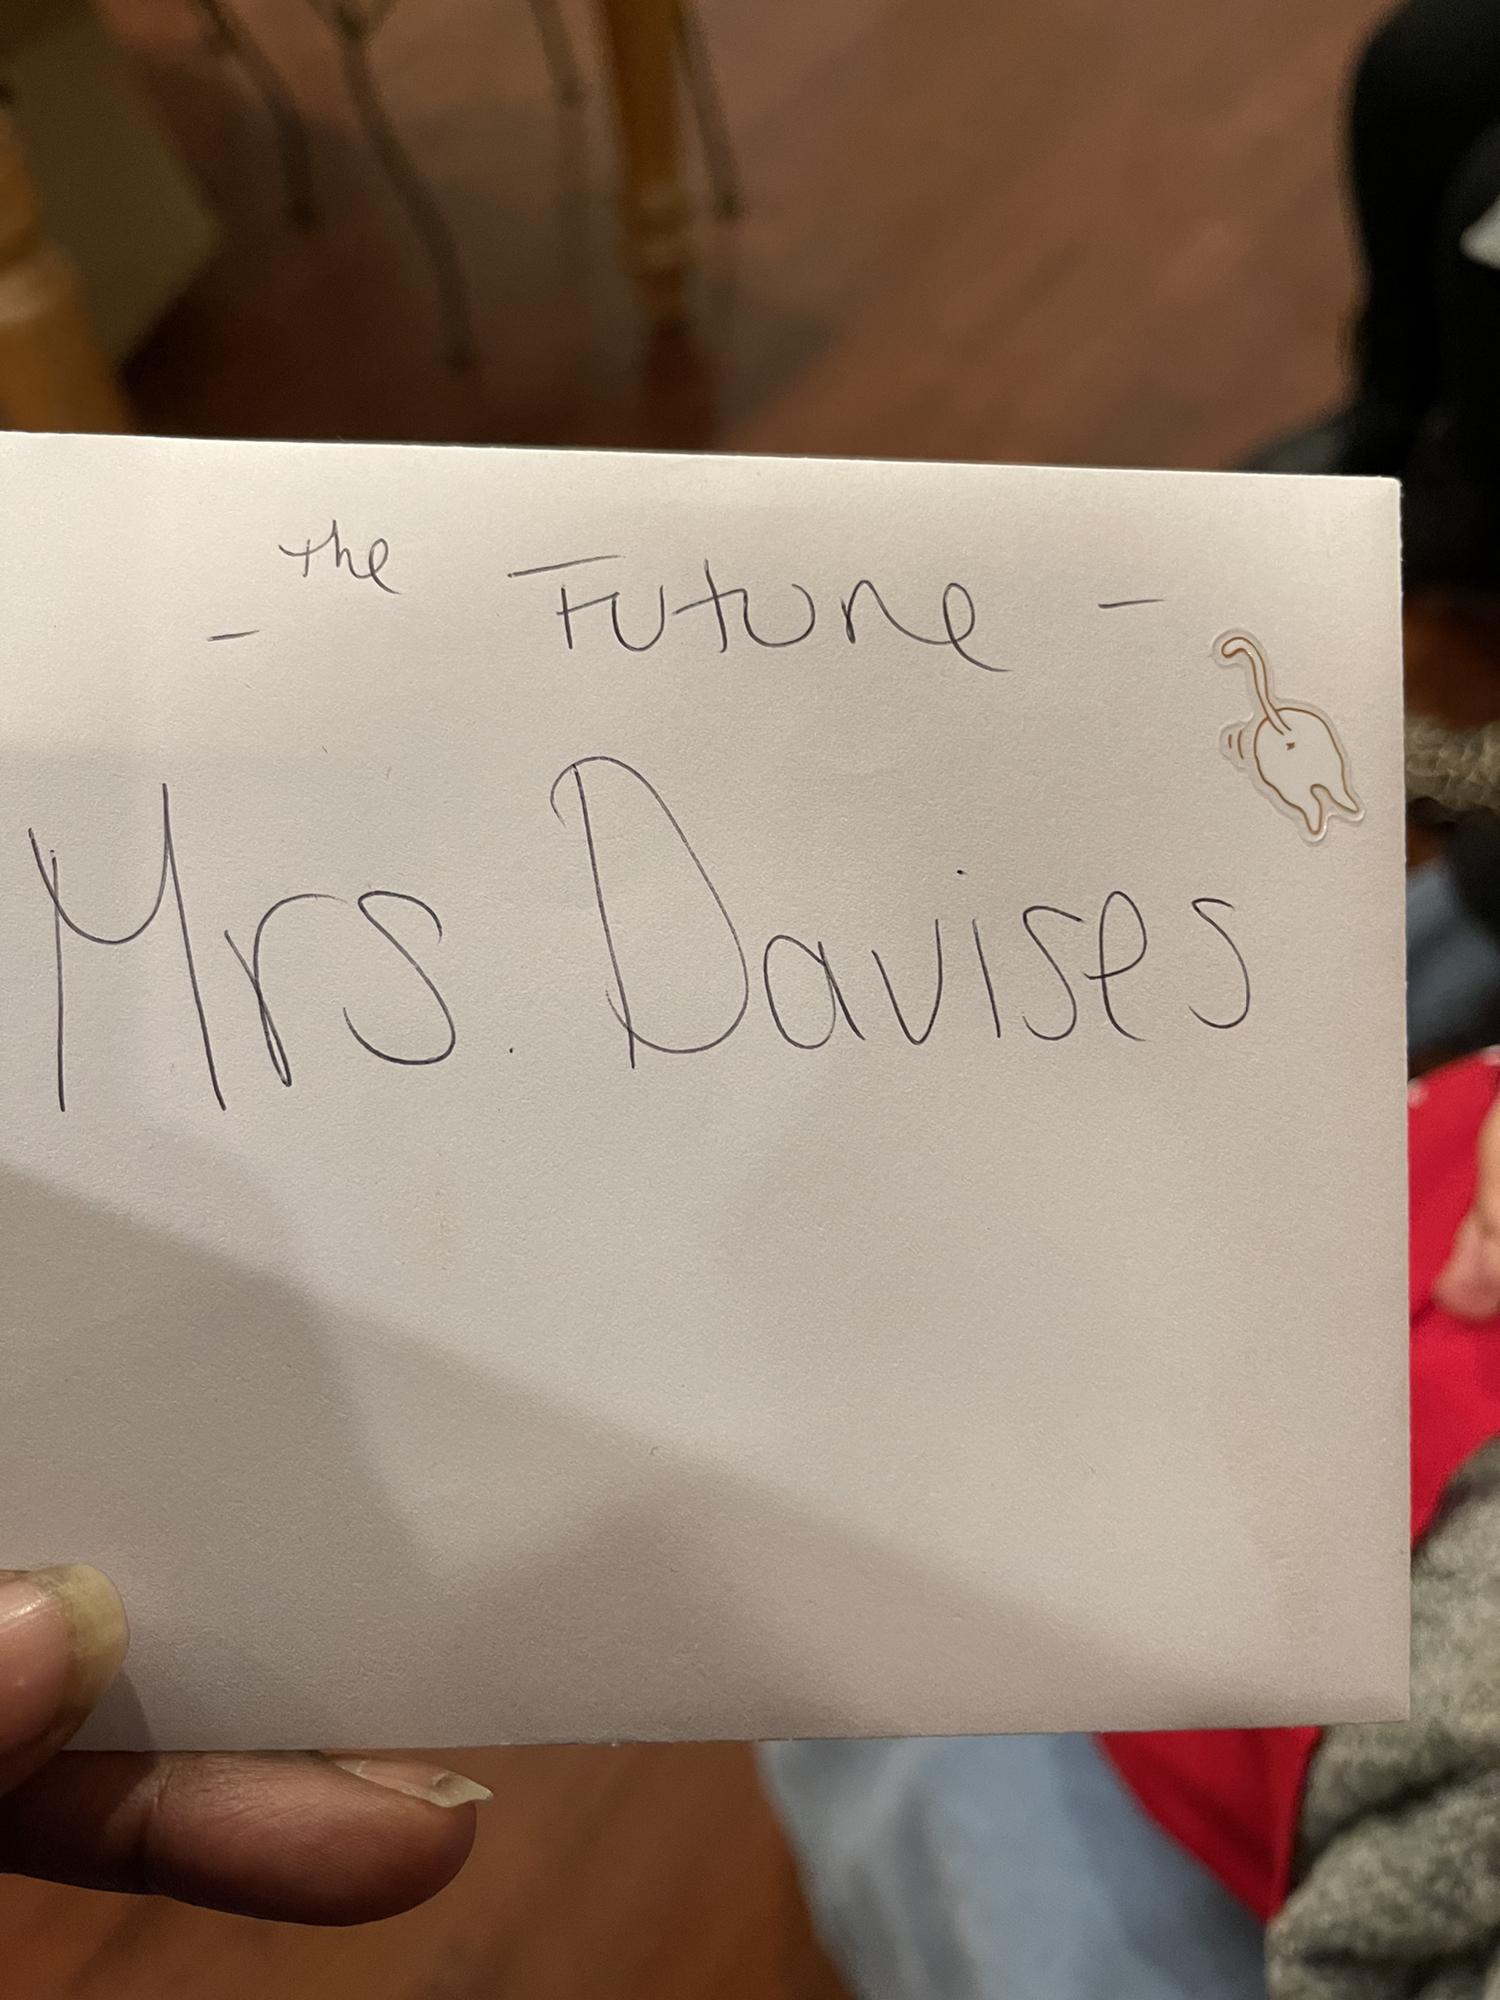 - the Future -
Mrs. Davises